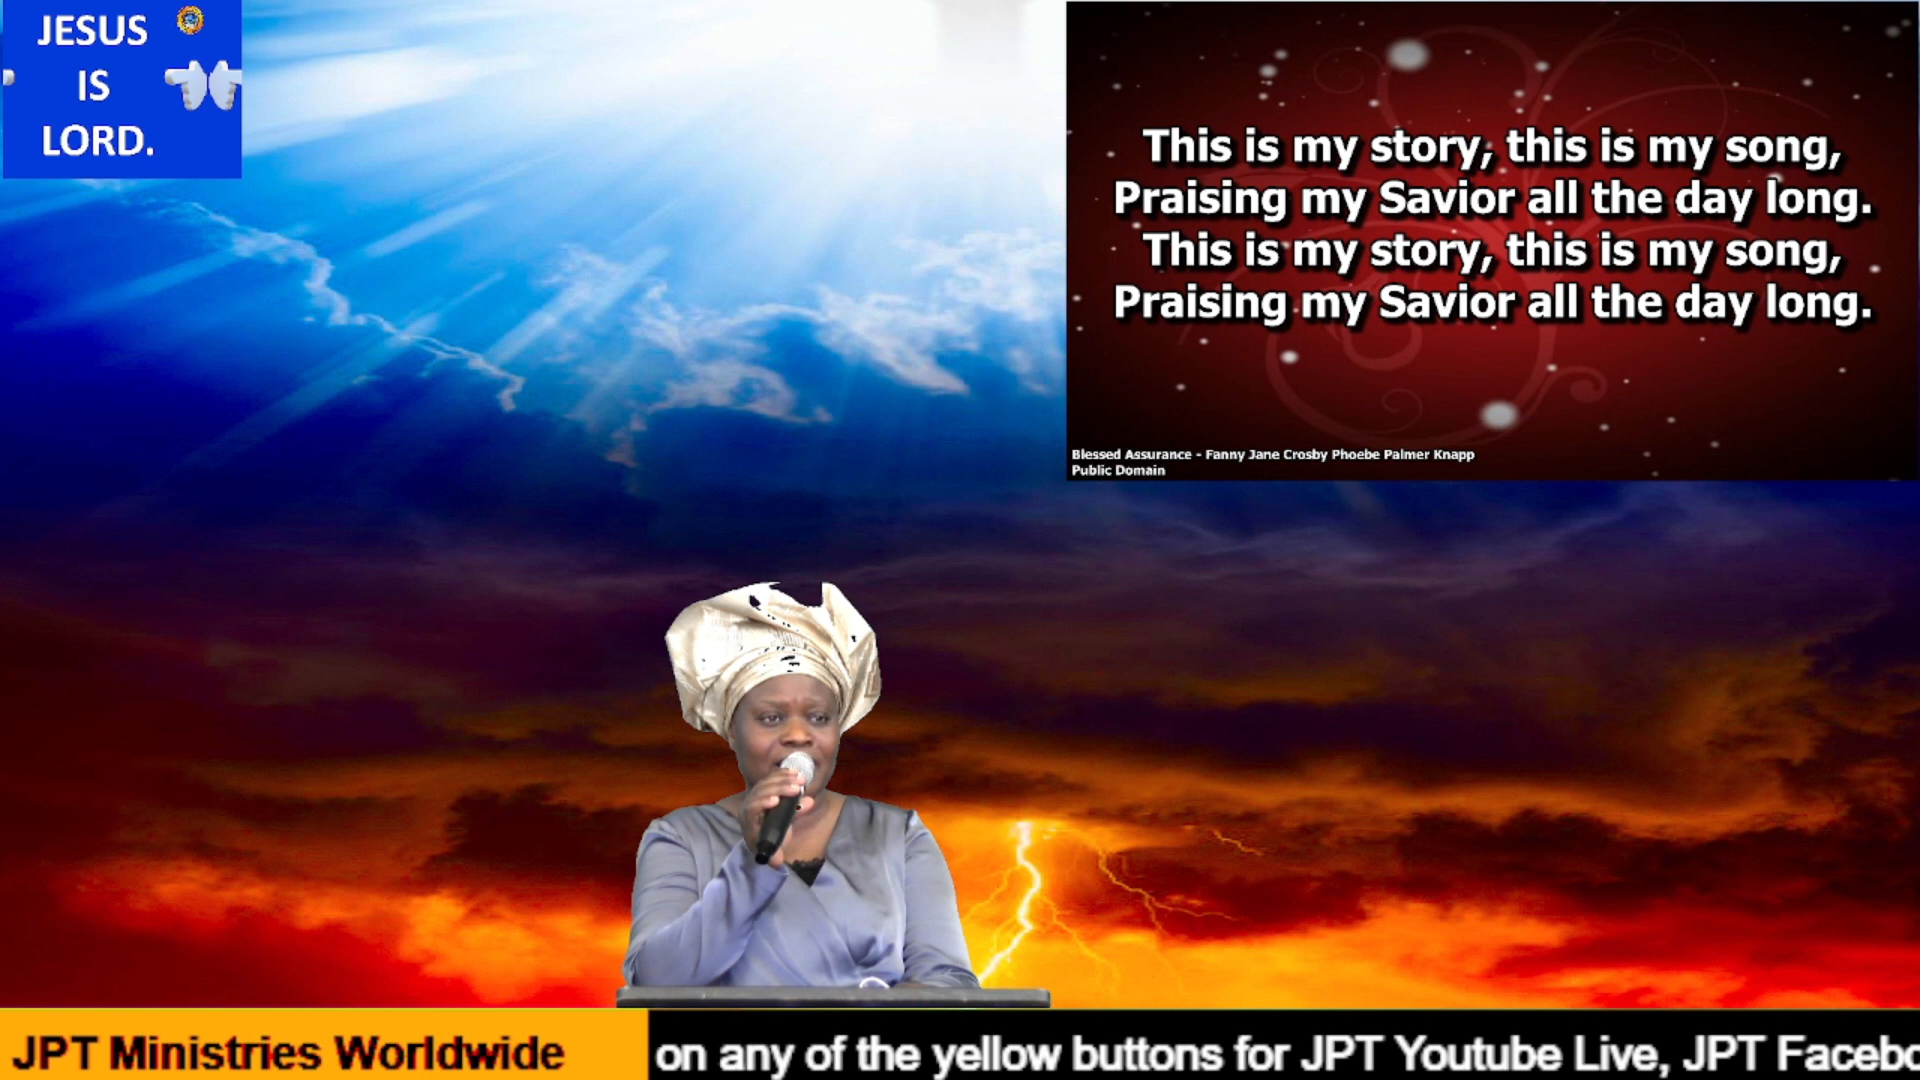 JESUS
IS
LORD.
This is my story, this is my song,
Praising my Savior all the day long.
This is my story, this is my song,
Praising my Savior all the day long.
Blessed Assurance - Fanny Jane Crosby Phoebe Palmer Knapp
Public Domain
JPT Ministries Worldwide
on any of the yellow buttons for JPT Youtube Live, JPT Facebo